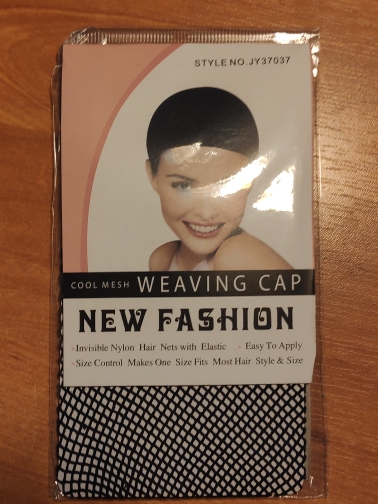 STYLE NO.JY37037
COOL MESH WEAVING CAP
NEW FASHION
Invisible Nylon Hair Nets with Elastic - Easy To Apply
Size Control Makes One Size Fits Most Hair Style & Size